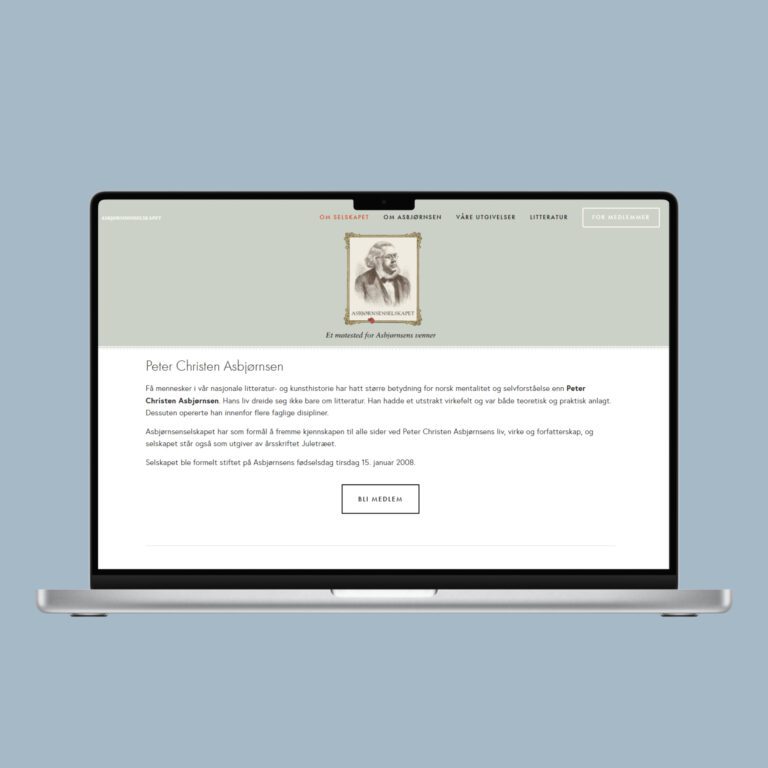 ASBJØRNSENSELSKAPET
OM SELSKAPET
OM ASBJØRNSEN
VÅRE UTGIVELSER
LITTERATUR
FOR MEDLEMMER
ASBJØRNSENSELSKAPET
Et møtested for Asbjørnsens venner
Peter Christen Asbjørnsen
Få mennesker i vår nasjonale litteratur- og kunsthistorie har hatt større betydning for norsk mentalitet og selvforståelse enn Peter
Christen Asbjørnsen. Hans liv dreide seg ikke bare om litteratur. Han hadde et utstrakt virkefelt og var både teoretisk og praktisk anlagt.
Dessuten opererte han innenfor flere faglige disipliner.
Asbjørnsenselskapet har som formål å fremme kjennskapen til alle sider ved Peter Christen Asbjørnsens liv, virke og forfatterskap, og
selskapet står også som utgiver av årsskriftet Juletræet.
Selskapet ble formelt stiftet på Asbjørnsens fødselsdag tirsdag 15. januar 2008.
BLI MEDLEM